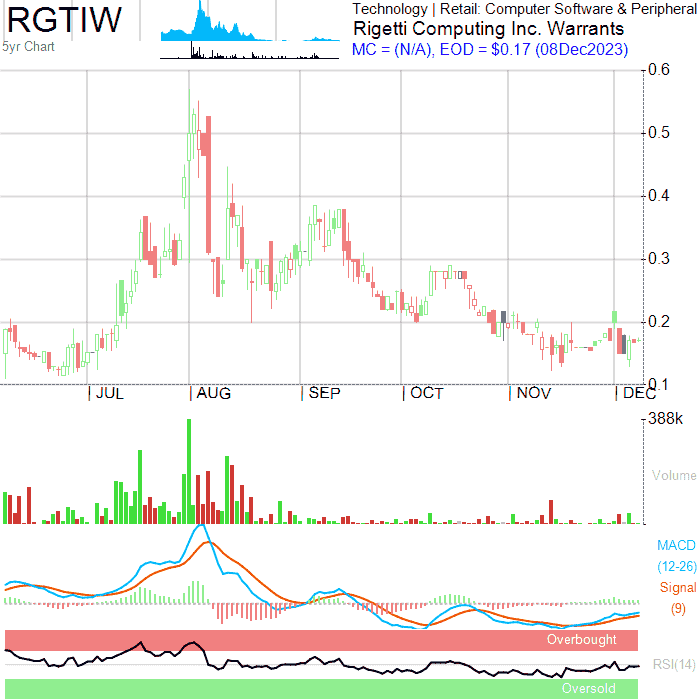 RGTIW
5yr Chart
Technology | Retail: Computer Software & Peripheral
Rigetti Computing Inc. Warrants
MC = (N/A), EOD = $0.17 (08Dec2023)
0.6
0.5
0.4
0.3
0.2
0.1
JUL AUG SEP OCT NOV DEC
388k
Volume
MACD
(12-26)
Signal
(9)
Overbought
RSI(14)
Oversold